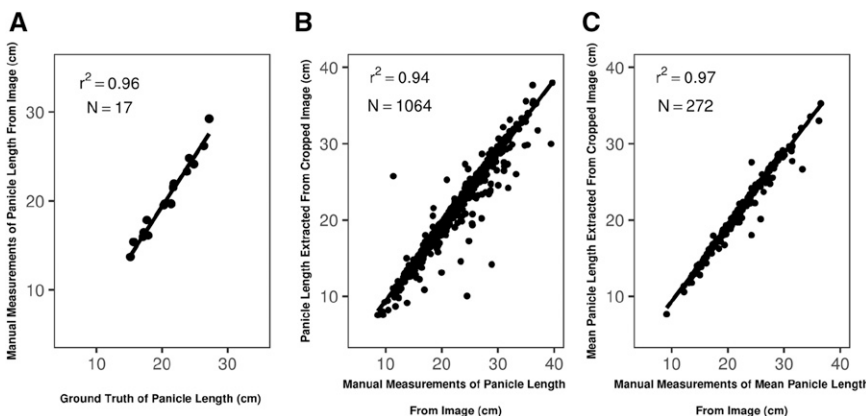 A
Manual Measurements of Panicle Length From Image (cm)
r² = 0.96
N = 17
30
20
10
10 20 30
Ground Truth of Panicle Length (cm)
B
Panicle Length Extracted From Cropped Image (cm)
r² = 0.94
N = 1064
40
30
20
10
10 20 30 40
Manual Measurements of Panicle Length
From Image (cm)
C
Mean Panicle Length Extracted From Cropped Image (cm)
r² = 0.97
N = 272
40
30
20
10
10 20 30 40
Manual Measurements of Mean Panicle Length
From Image (cm)